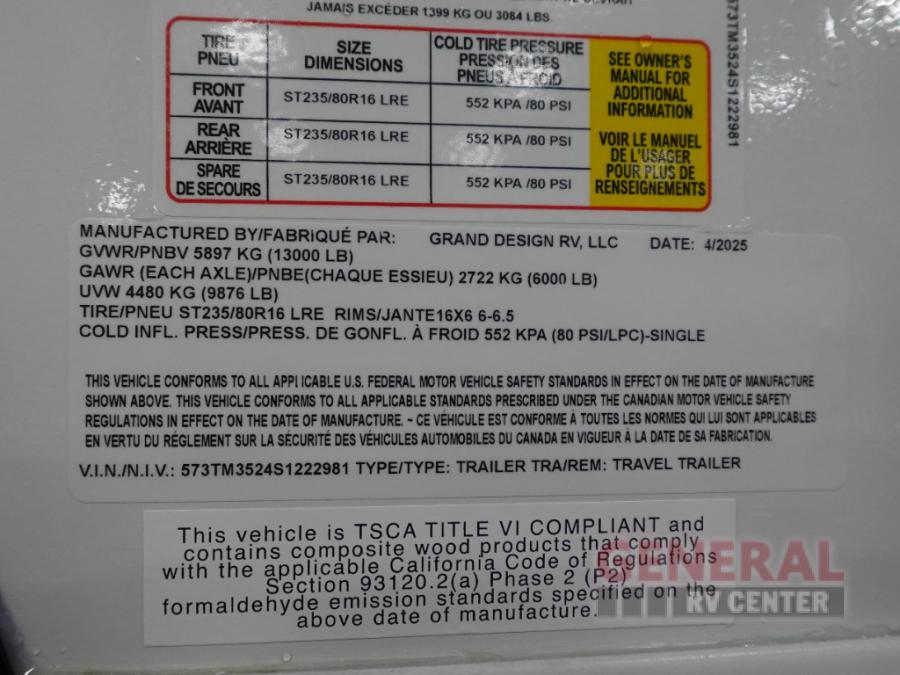 JAMAIS EXCÉDER 1399 KG OU 3084 LBS
TIRE
PNEU
SIZE
DIMENSIONS
COLD TIRE PRESSURE
PRESSION DES
PNEUS A FROID
FRONT
AVANT
ST235/80R16 LRE
552 KPA /80 PSI
REAR
ARRIÈRE
ST235/80R16 LRE
552 KPA /80 PSI
SPARE
DE SECOURS
ST235/80R16 LRE
552 KPA /80 PSI
SEE OWNER'S
MANUAL FOR
ADDITIONAL
INFORMATION
VOIR LE MANUEL
DE L'USAGER
POUR PLUS DE
RENSEIGNEMENTS
573TM3524S1222981
MANUFACTURED BY/FABRIQUÉ PAR: GRAND DESIGN RV, LLC DATE: 4/2025
GVWR/PNBV 5897 KG (13000 LB)
GAWR (EACH AXLE)/PNBE(CHAQUE ESSIEU) 2722 KG (6000 LB)
UVW 4480 KG (9876 LB)
TIRE/PNEU ST235/80R16 LRE RIMS/JANTE16X6 6-6.5
COLD INFL. PRESS/PRESS. DE GONFL. À FROID 552 KPA (80 PSI/LPC)-SINGLE
THIS VEHICLE CONFORMS TO ALL APPLICABLE U.S. FEDERAL MOTOR VEHICLE SAFETY STANDARDS IN EFFECT ON THE DATE OF MANUFACTURE
SHOWN ABOVE. THIS VEHICLE CONFORMS TO ALL APPLICABLE STANDARDS PRESCRIBED UNDER THE CANADIAN MOTOR VEHICLE SAFETY
REGULATIONS IN EFFECT ON THE DATE OF MANUFACTURE. ~ CE VÉHICULE EST CONFORME À TOUTES LES NORMES QUI LUI SONT APPLICABLES
EN VERTU DU RÉGLEMENT SUR LA SÉCURITÉ DES VÉHICULES AUTOMOBILES DU CANADA EN VIGUEUR À LA DATE DE SA FABRICATION.
V.I.N./N.I.V.: 573TM3524S1222981 TYPE/TYPE: TRAILER TRA/REM: TRAVEL TRAILER
This vehicle is TSCA TITLE VI COMPLIANT and
contains composite wood products that comply
with the applicable California Code of Regulations
Section 93120.2(a) Phase 2 (P2)
formaldehyde emission standards specified on the
above date of manufacture.
GENERAL
RV CENTER